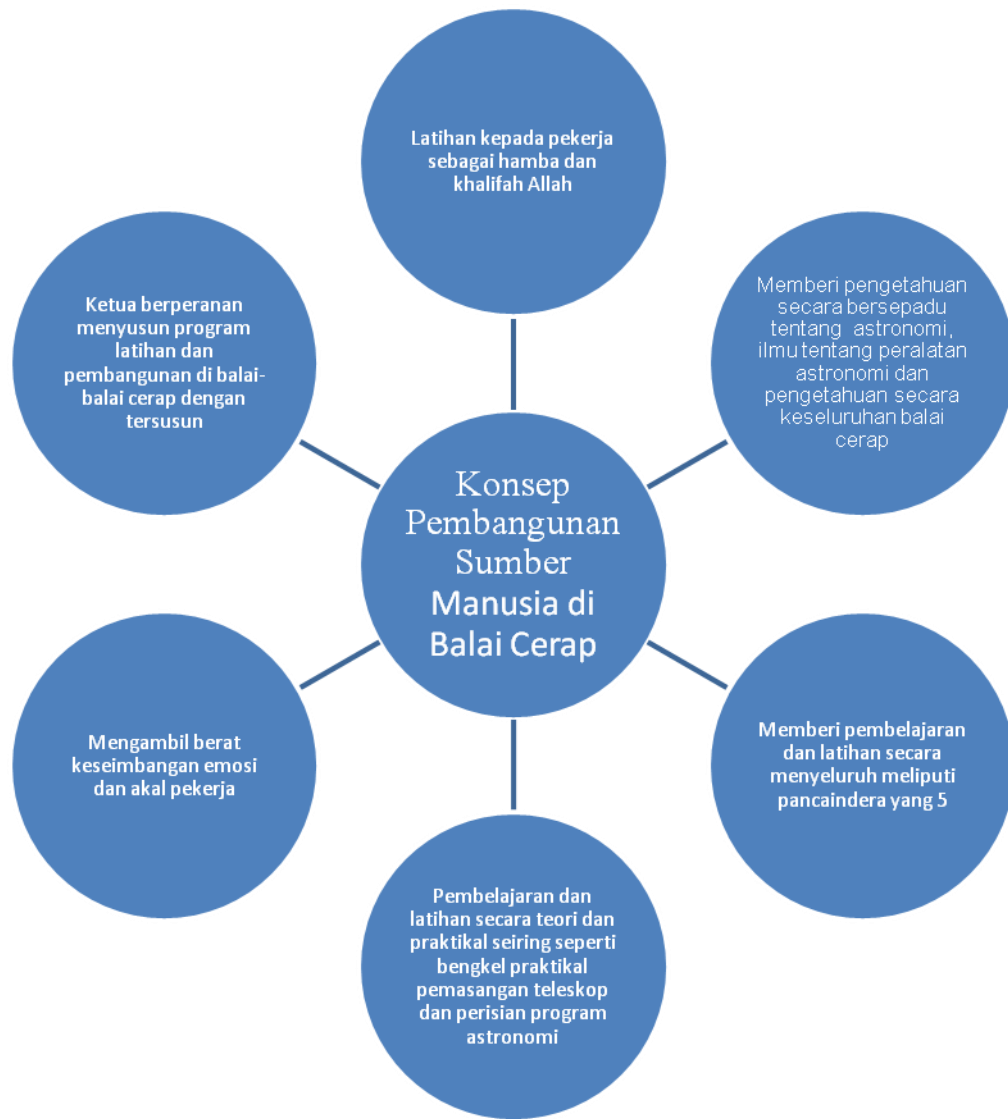 Latihan kepada pekerja
sebagai hamba dan
khalifah Allah
Memberi pengetahuan
secara bersepadu
tentang astronomi,
ilmu tentang peralatan
astronomi dan
pengetahuan secara
keseluruhan balai
cerap
Memberi pembelajaran
dan latihan secara
menyeluruh meliputi
pancaindera yang 5
Pembelajaran dan
latihan secara teori dan
praktikal seiring seperti
bengkel praktikal
pemasangan teleskop
dan perisian program
astronomi
Mengambil berat
keseimbangan emosi
dan akal pekerja
Ketua berperanan
menyusun program
latihan dan
pembangunan di balai-
balai cerap dengan
tersusun
Konsep
Pembangunan
Sumber
Manusia di
Balai Cerap